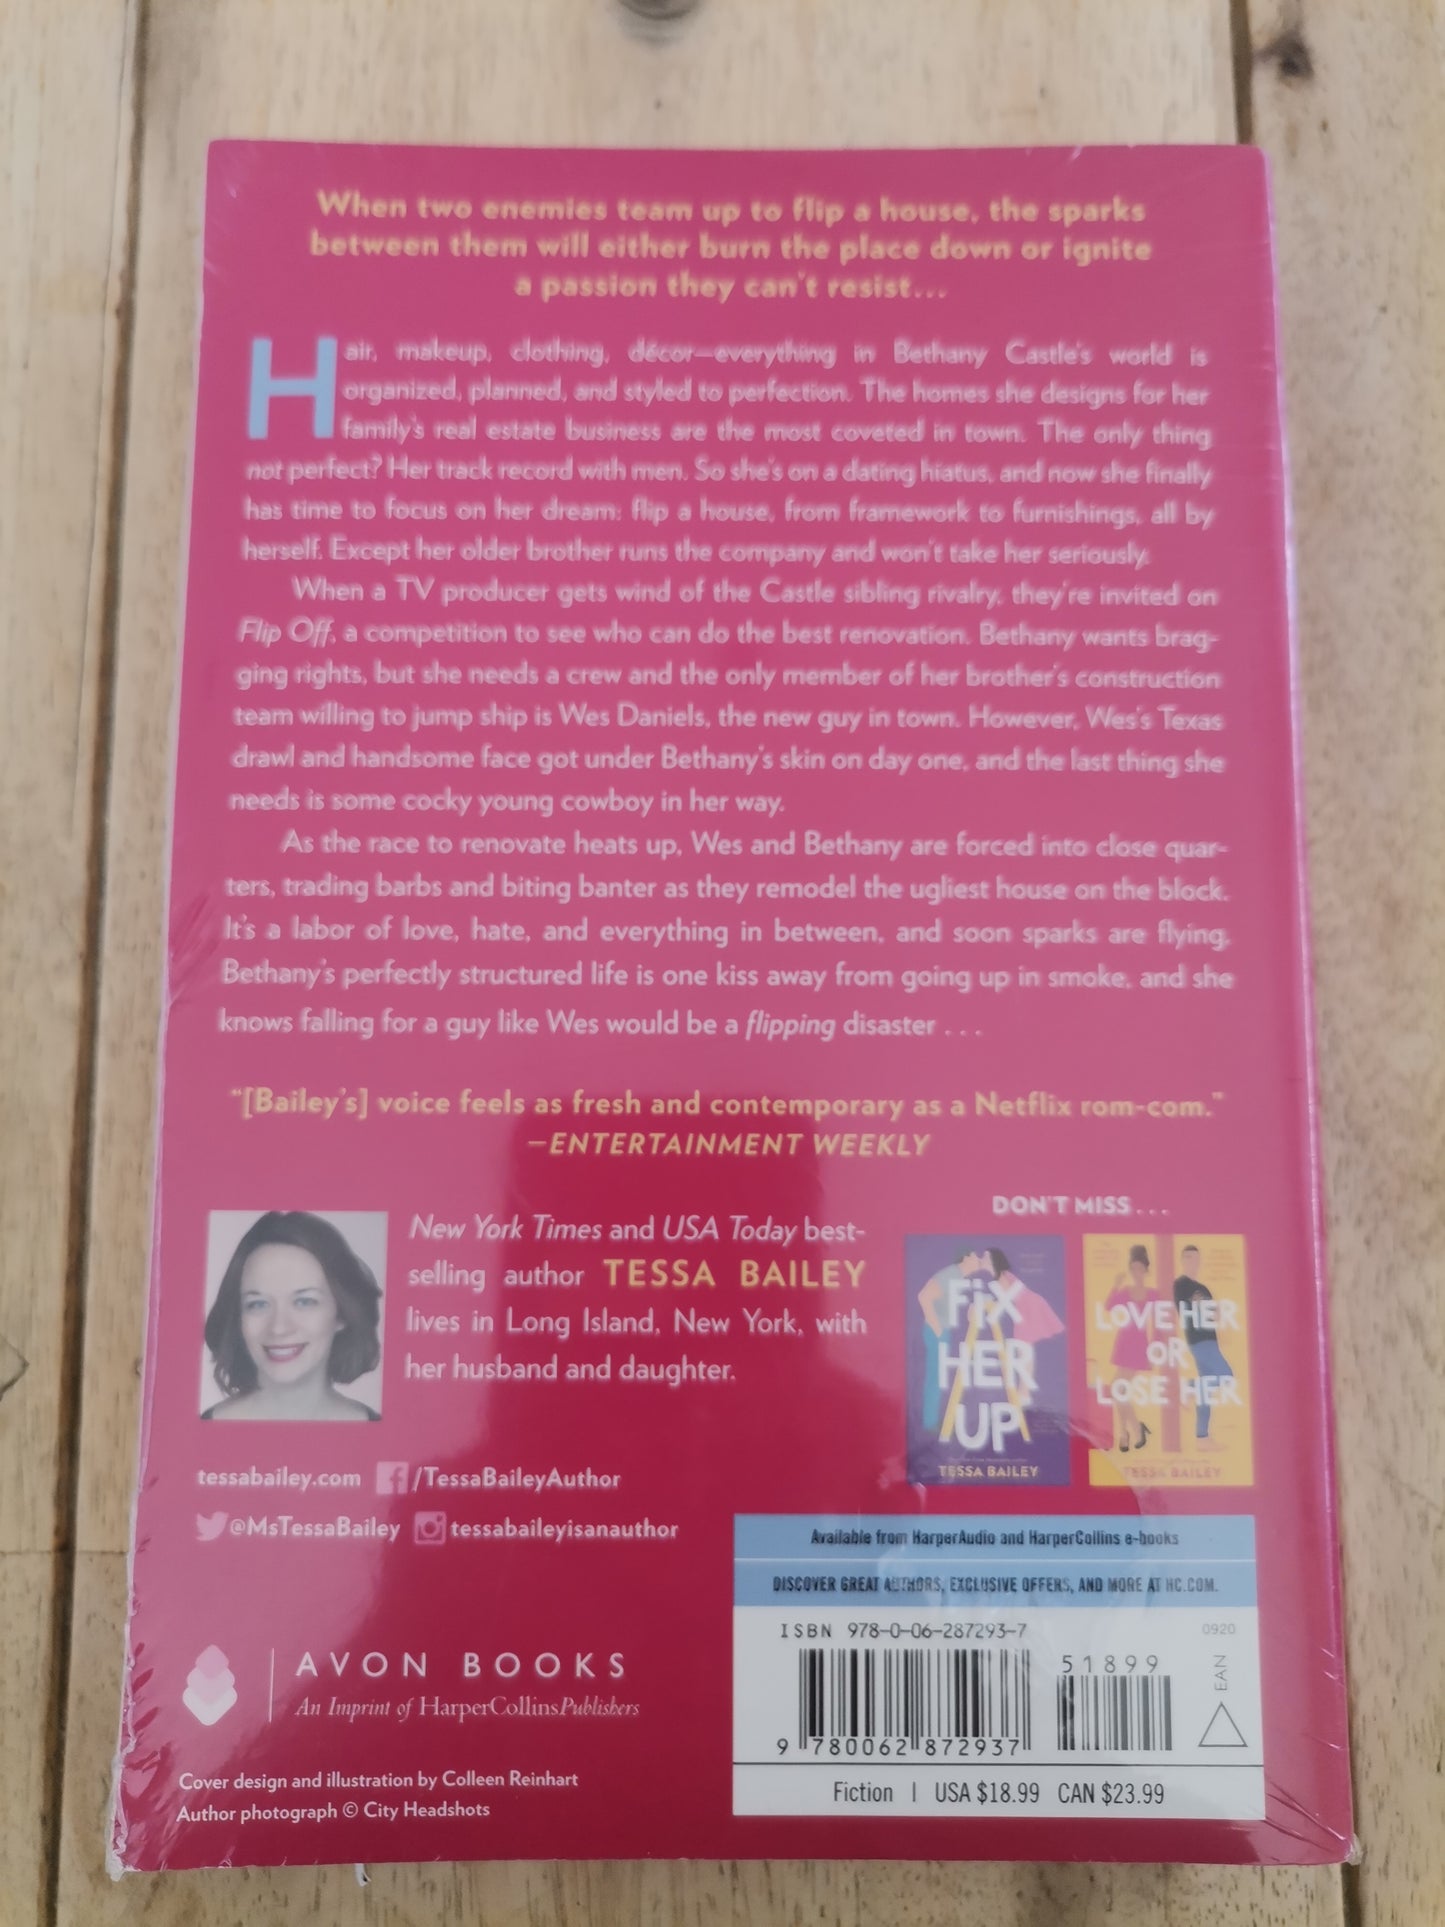 When two enemies team up to flip a house, the sparks
between them will either burn the place down or ignite
a passion they can't resist...
Hair, makeup, clothing, décor—everything in Bethany Castle's world is
organized, planned, and styled to perfection. The homes she designs for her
family's real estate business are the most coveted in town. The only thing
not perfect? Her track record with men. So she's on a dating hiatus, and now she finally
has time to focus on her dream: flip a house, from framework to furnishings, all by
herself. Except her older brother runs the company and won't take her seriously.
When a TV producer gets wind of the Castle sibling rivalry, they're invited on
Flip Off, a competition to see who can do the best renovation. Bethany wants brag-
ging rights, but she needs a crew and the only member of her brother's construction
team willing to jump ship is Wes Daniels, the new guy in town. However, Wes's Texas
drawl and handsome face got under Bethany's skin on day one, and the last thing she
needs is some cocky young cowboy in her way.
As the race to renovate heats up, Wes and Bethany are forced into close quar-
ters, trading barbs and biting banter as they remodel the ugliest house on the block.
It's a labor of love, hate, and everything in between, and soon sparks are flying.
Bethany's perfectly structured life is one kiss away from going up in smoke, and she
knows falling for a guy like Wes would be a flipping disaster . . .
"[Bailey's] voice feels as fresh and contemporary as a Netflix rom-com."
—ENTERTAINMENT WEEKLY
New York Times and USA Today best-
selling author TESSA BAILEY
lives in Long Island, New York, with
her husband and daughter.
DON'T MISS . . .
FIX
HER
UP
TESSA BAILEY
LOVE HER
OR
LOSE HER
TESSA BAILEY
tessabailey.com /TessaBaileyAuthor
@MsTessaBailey tessabaileyisanauthor
Available from HarperAudio and HarperCollins e-books
DISCOVER GREAT AUTHORS, EXCLUSIVE OFFERS, AND MORE AT HC.COM.
ISBN 978-0-06-287293-7
0920
51899
EAN
9 780062 872937
Fiction | USA $18.99 CAN $23.99
AVON BOOKS
An Imprint of HarperCollinsPublishers
Cover design and illustration by Colleen Reinhart
Author photograph © City Headshots